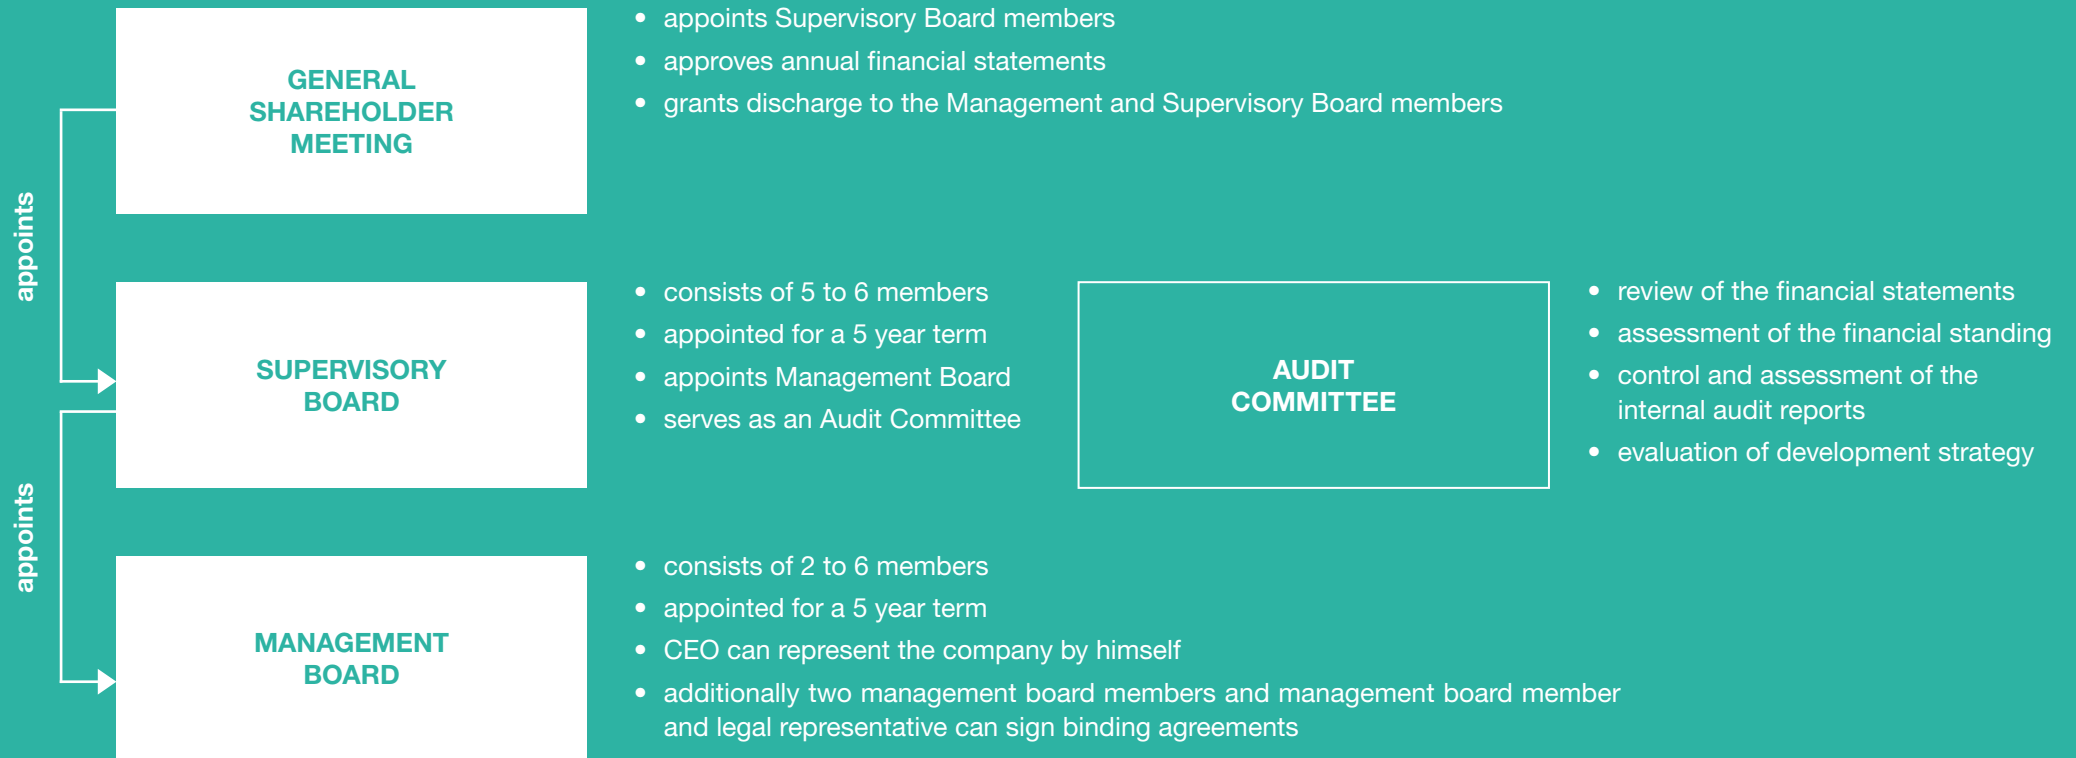 GENERAL
SHAREHOLDER
MEETING
• appoints Supervisory Board members
• approves annual financial statements
• grants discharge to the Management and Supervisory Board members
appoints
SUPERVISORY
BOARD
• consists of 5 to 6 members
• appointed for a 5 year term
• appoints Management Board
• serves as an Audit Committee
AUDIT
COMMITTEE
• review of the financial statements
• assessment of the financial standing
• control and assessment of the
internal audit reports
• evaluation of development strategy
appoints
MANAGEMENT
BOARD
• consists of 2 to 6 members
• appointed for a 5 year term
• CEO can represent the company by himself
• additionally two management board members and management board member
and legal representative can sign binding agreements